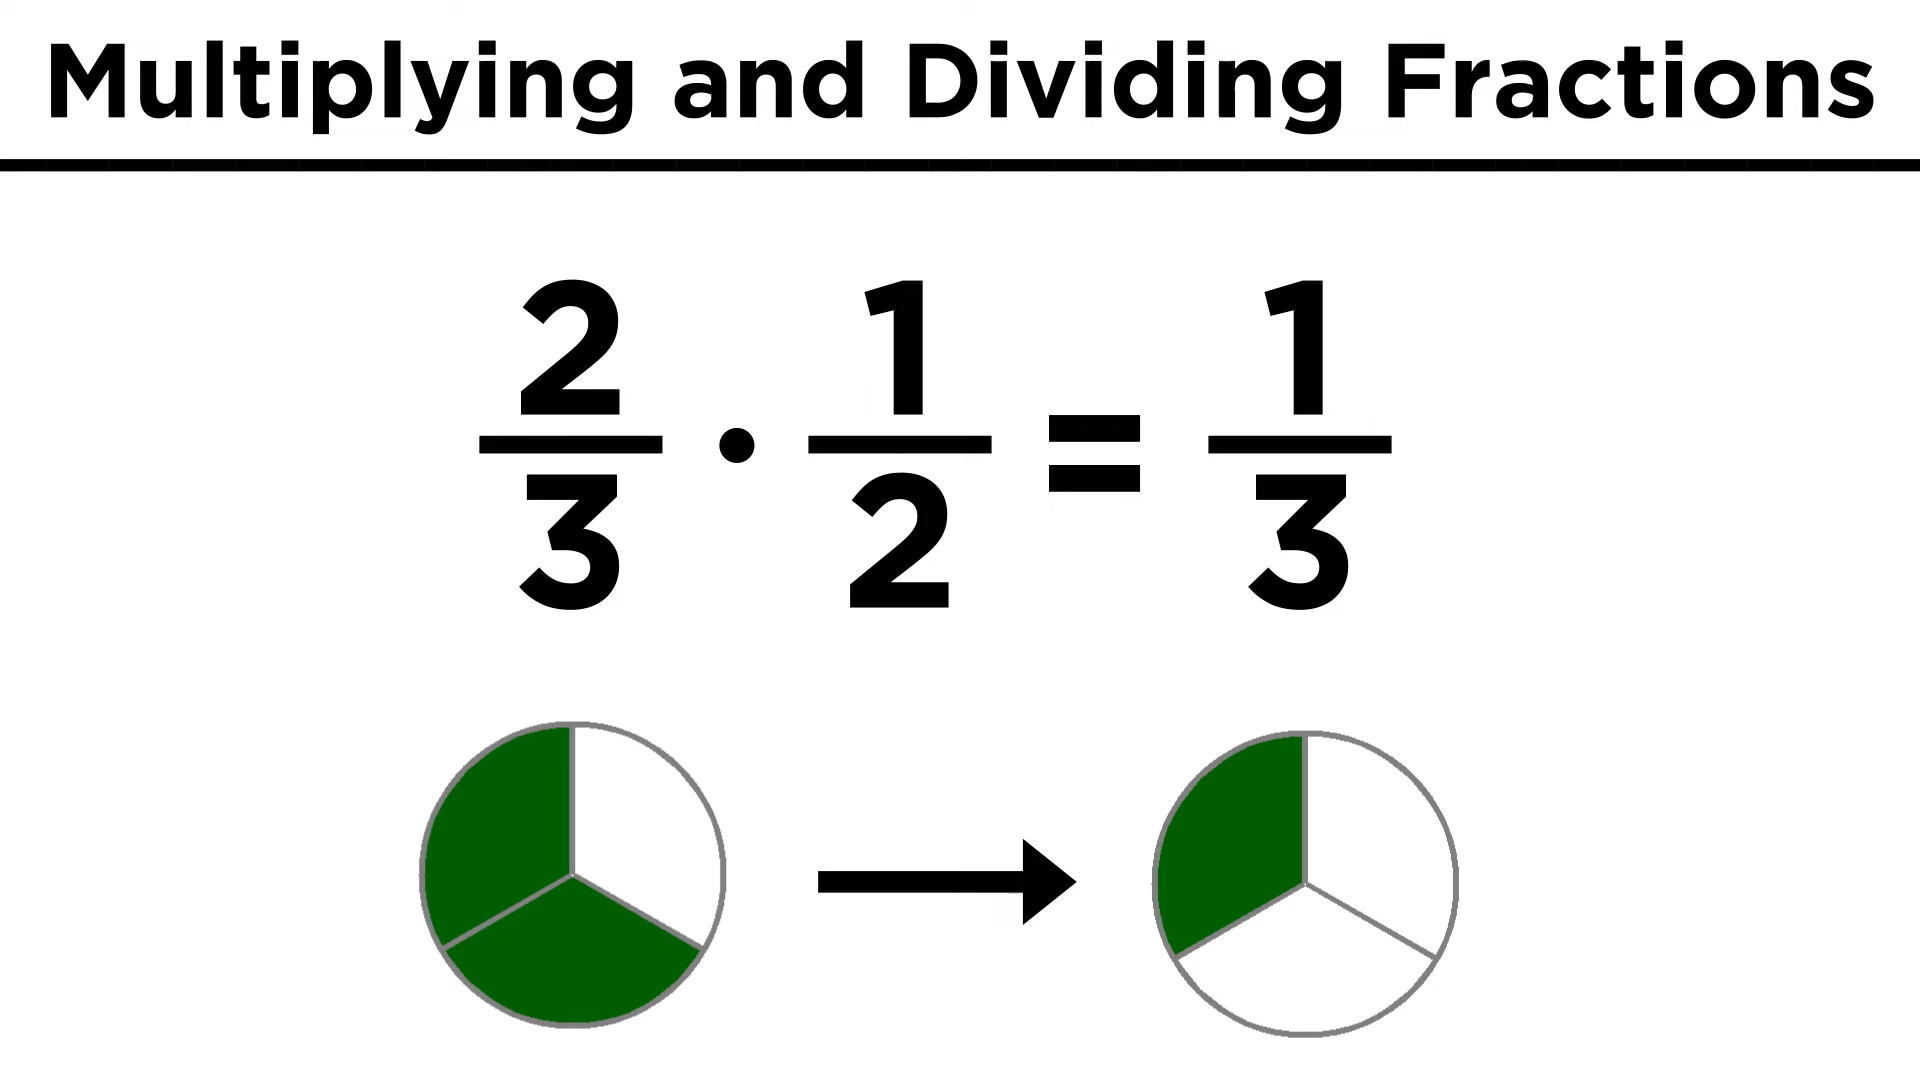 Multiplying and Dividing Fractions
2/3 · 1/2 = 1/3